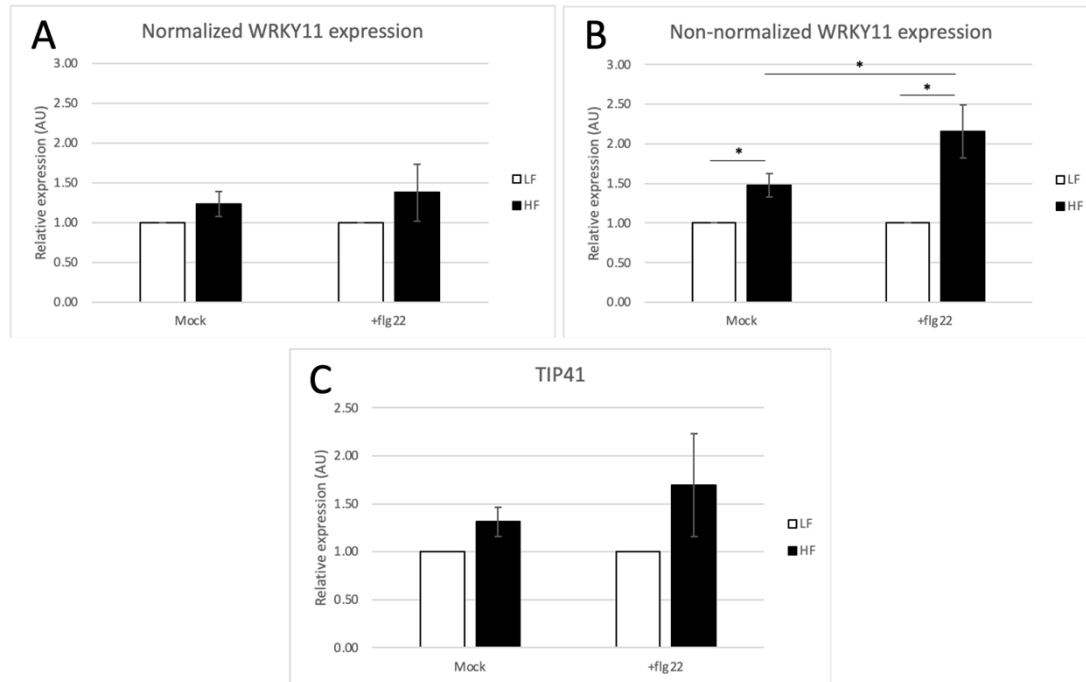 A
Normalized WRKY11 expression
Relative expression (AU)
3.00
2.50
2.00
1.50
1.00
0.50
0.00
Mock
+flg22
LF
HF
B
Non-normalized WRKY11 expression
Relative expression (AU)
3.00
2.50
2.00
1.50
1.00
0.50
0.00
*
*
*
Mock
+flg22
LF
HF
C
TIP41
Relative expression (AU)
2.50
2.00
1.50
1.00
0.50
0.00
Mock
+flg22
LF
HF